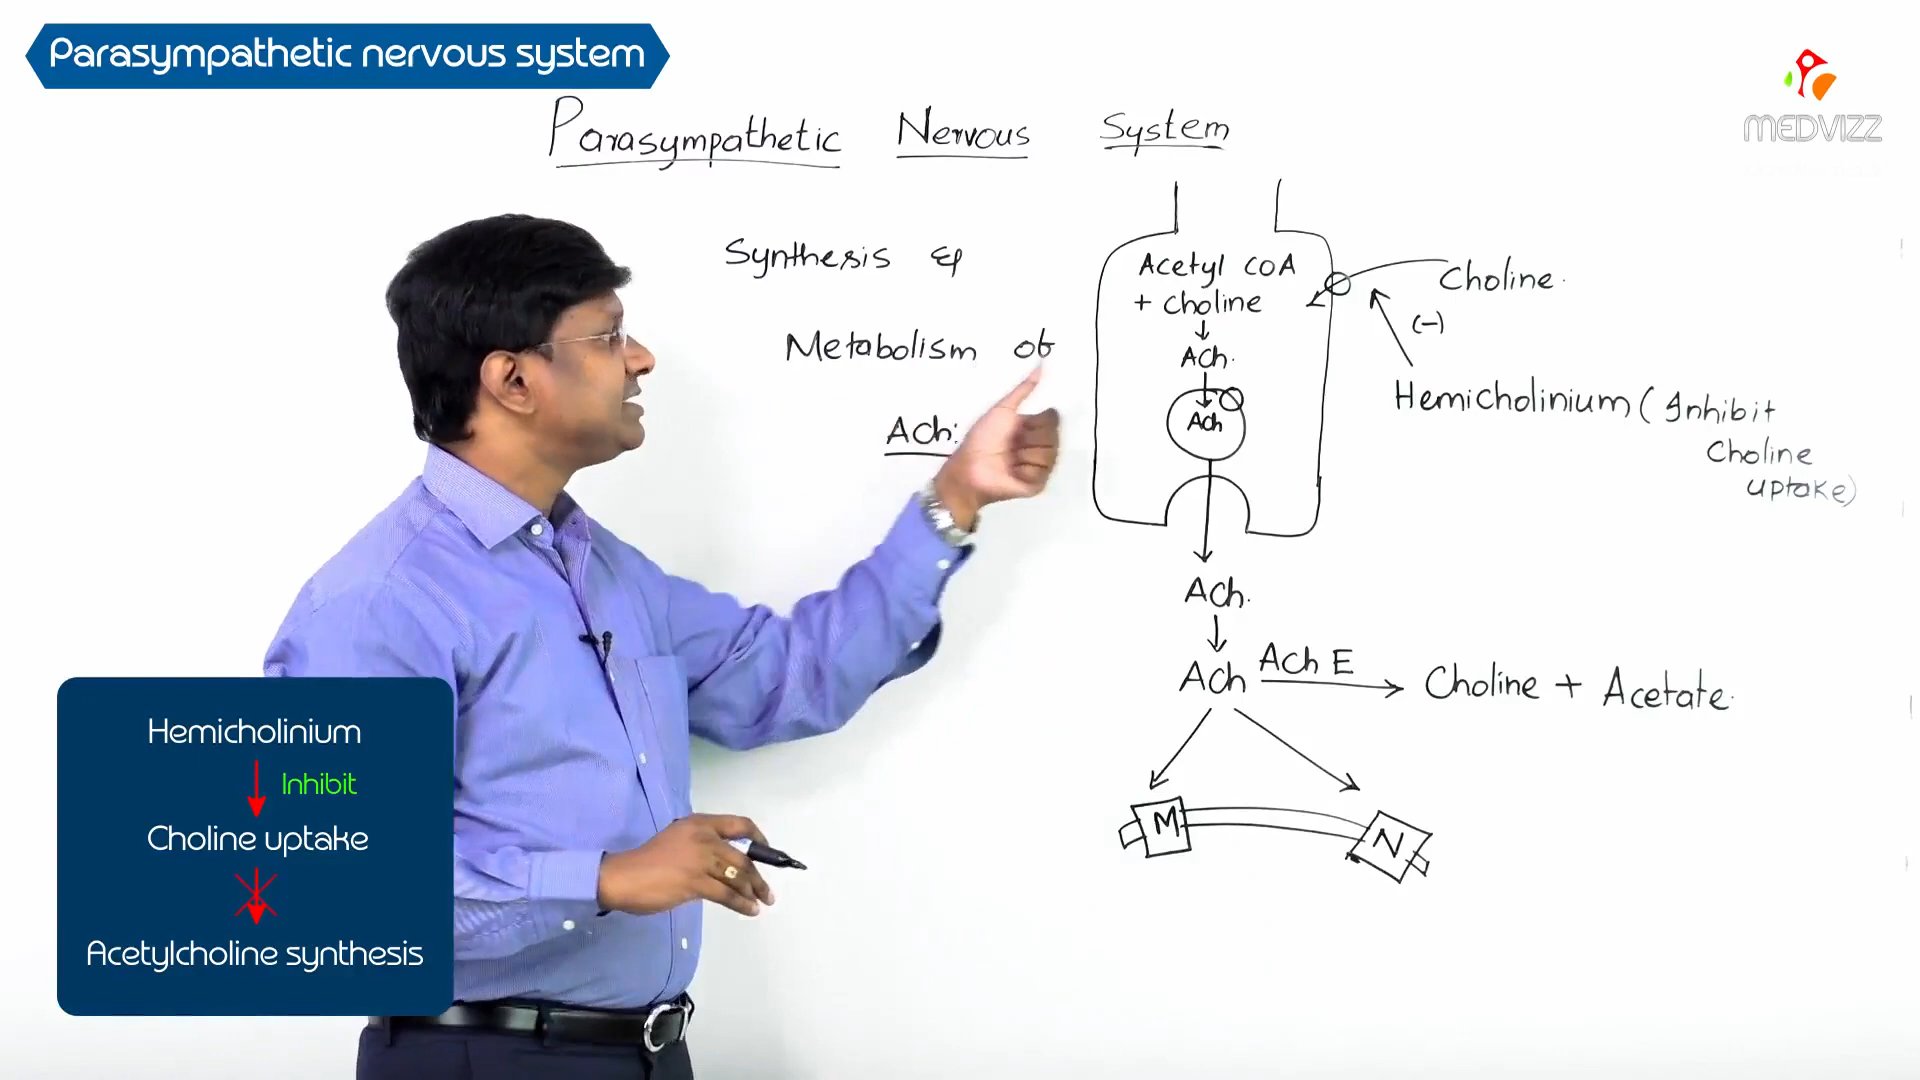 Parasympathetic nervous system
MEDVIZZ
Parasympathetic Nervous System
Synthesis &
Metabolism of
Ach:
Acetyl COA
+ choline
Ach.
Ach
Choline.
(-)
Hemicholinium (Inhibit
Choline
uptake)
Ach.
Ach Ach E Choline + Acetate.
M
N
Hemicholinium
Inhibit
Choline uptake
Acetylcholine synthesis